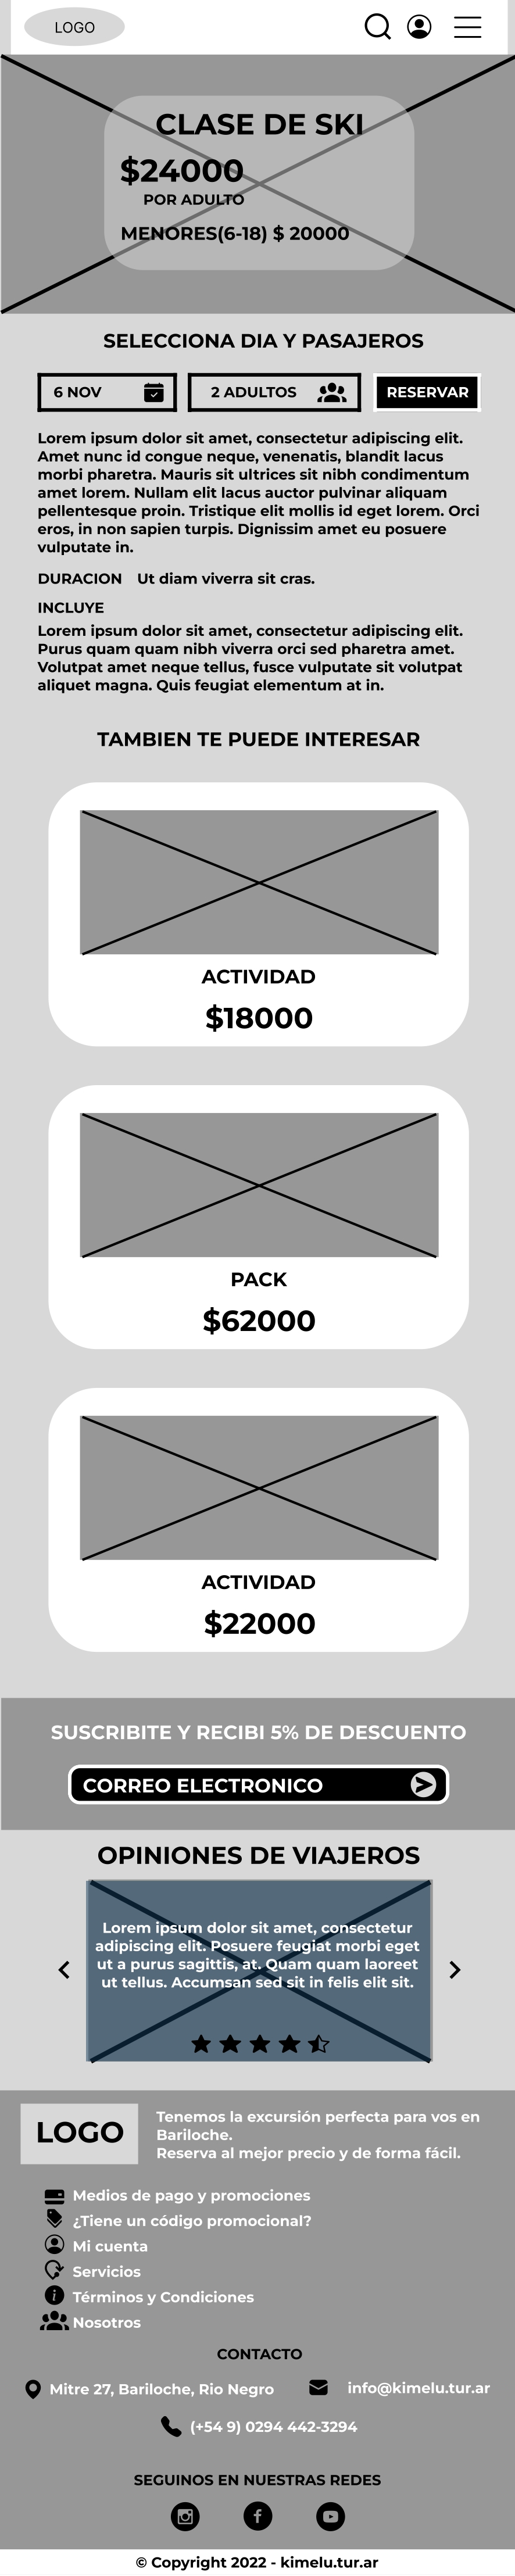 LOGO
CLASE DE SKI
$24000
POR ADULTO
MENORES(6-18) $ 20000
SELECCIONA DIA Y PASAJEROS
6 NOV
2 ADULTOS
RESERVAR
Lorem ipsum dolor sit amet, consectetur adipiscing elit.
Amet nunc id congue neque, venenatis, blandit lacus
morbi pharetra. Mauris sit ultrices sit nibh condimentum
amet lorem. Nullam elit lacus auctor pulvinar aliquam
pellentesque proin. Tristique elit mollis id eget lorem. Orci
eros, in non sapien turpis. Dignissim amet eu posuere
vulputate in.
DURACION Ut diam viverra sit cras.
INCLUYE
Lorem ipsum dolor sit amet, consectetur adipiscing elit.
Purus quam quam nibh viverra orci sed pharetra amet.
Volutpat amet neque tellus, fusce vulputate sit volutpat
aliquet magna. Quis feugiat elementum at in.
TAMBIEN TE PUEDE INTERESAR
ACTIVIDAD
$18000
PACK
$62000
ACTIVIDAD
$22000
SUSCRIBITE Y RECIBI 5% DE DESCUENTO
CORREO ELECTRONICO
OPINIONES DE VIAJEROS
Lorem ipsum dolor sit amet, consectetur
adipiscing elit. Posuere feugiat morbi eget
ut a purus sagittis, at. Quam quam laoreet
ut tellus. Accumsan sed sit in felis elit sit.
LOGO
Tenemos la excursión perfecta para vos en
Bariloche.
Reserva al mejor precio y de forma fácil.
Medios de pago y promociones
¿Tiene un código promocional?
Mi cuenta
Servicios
Términos y Condiciones
Nosotros
CONTACTO
Mitre 27, Bariloche, Rio Negro
info@kimelu.tur.ar
(+54 9) 0294 442-3294
SEGUINOS EN NUESTRAS REDES
© Copyright 2022 - kimelu.tur.ar